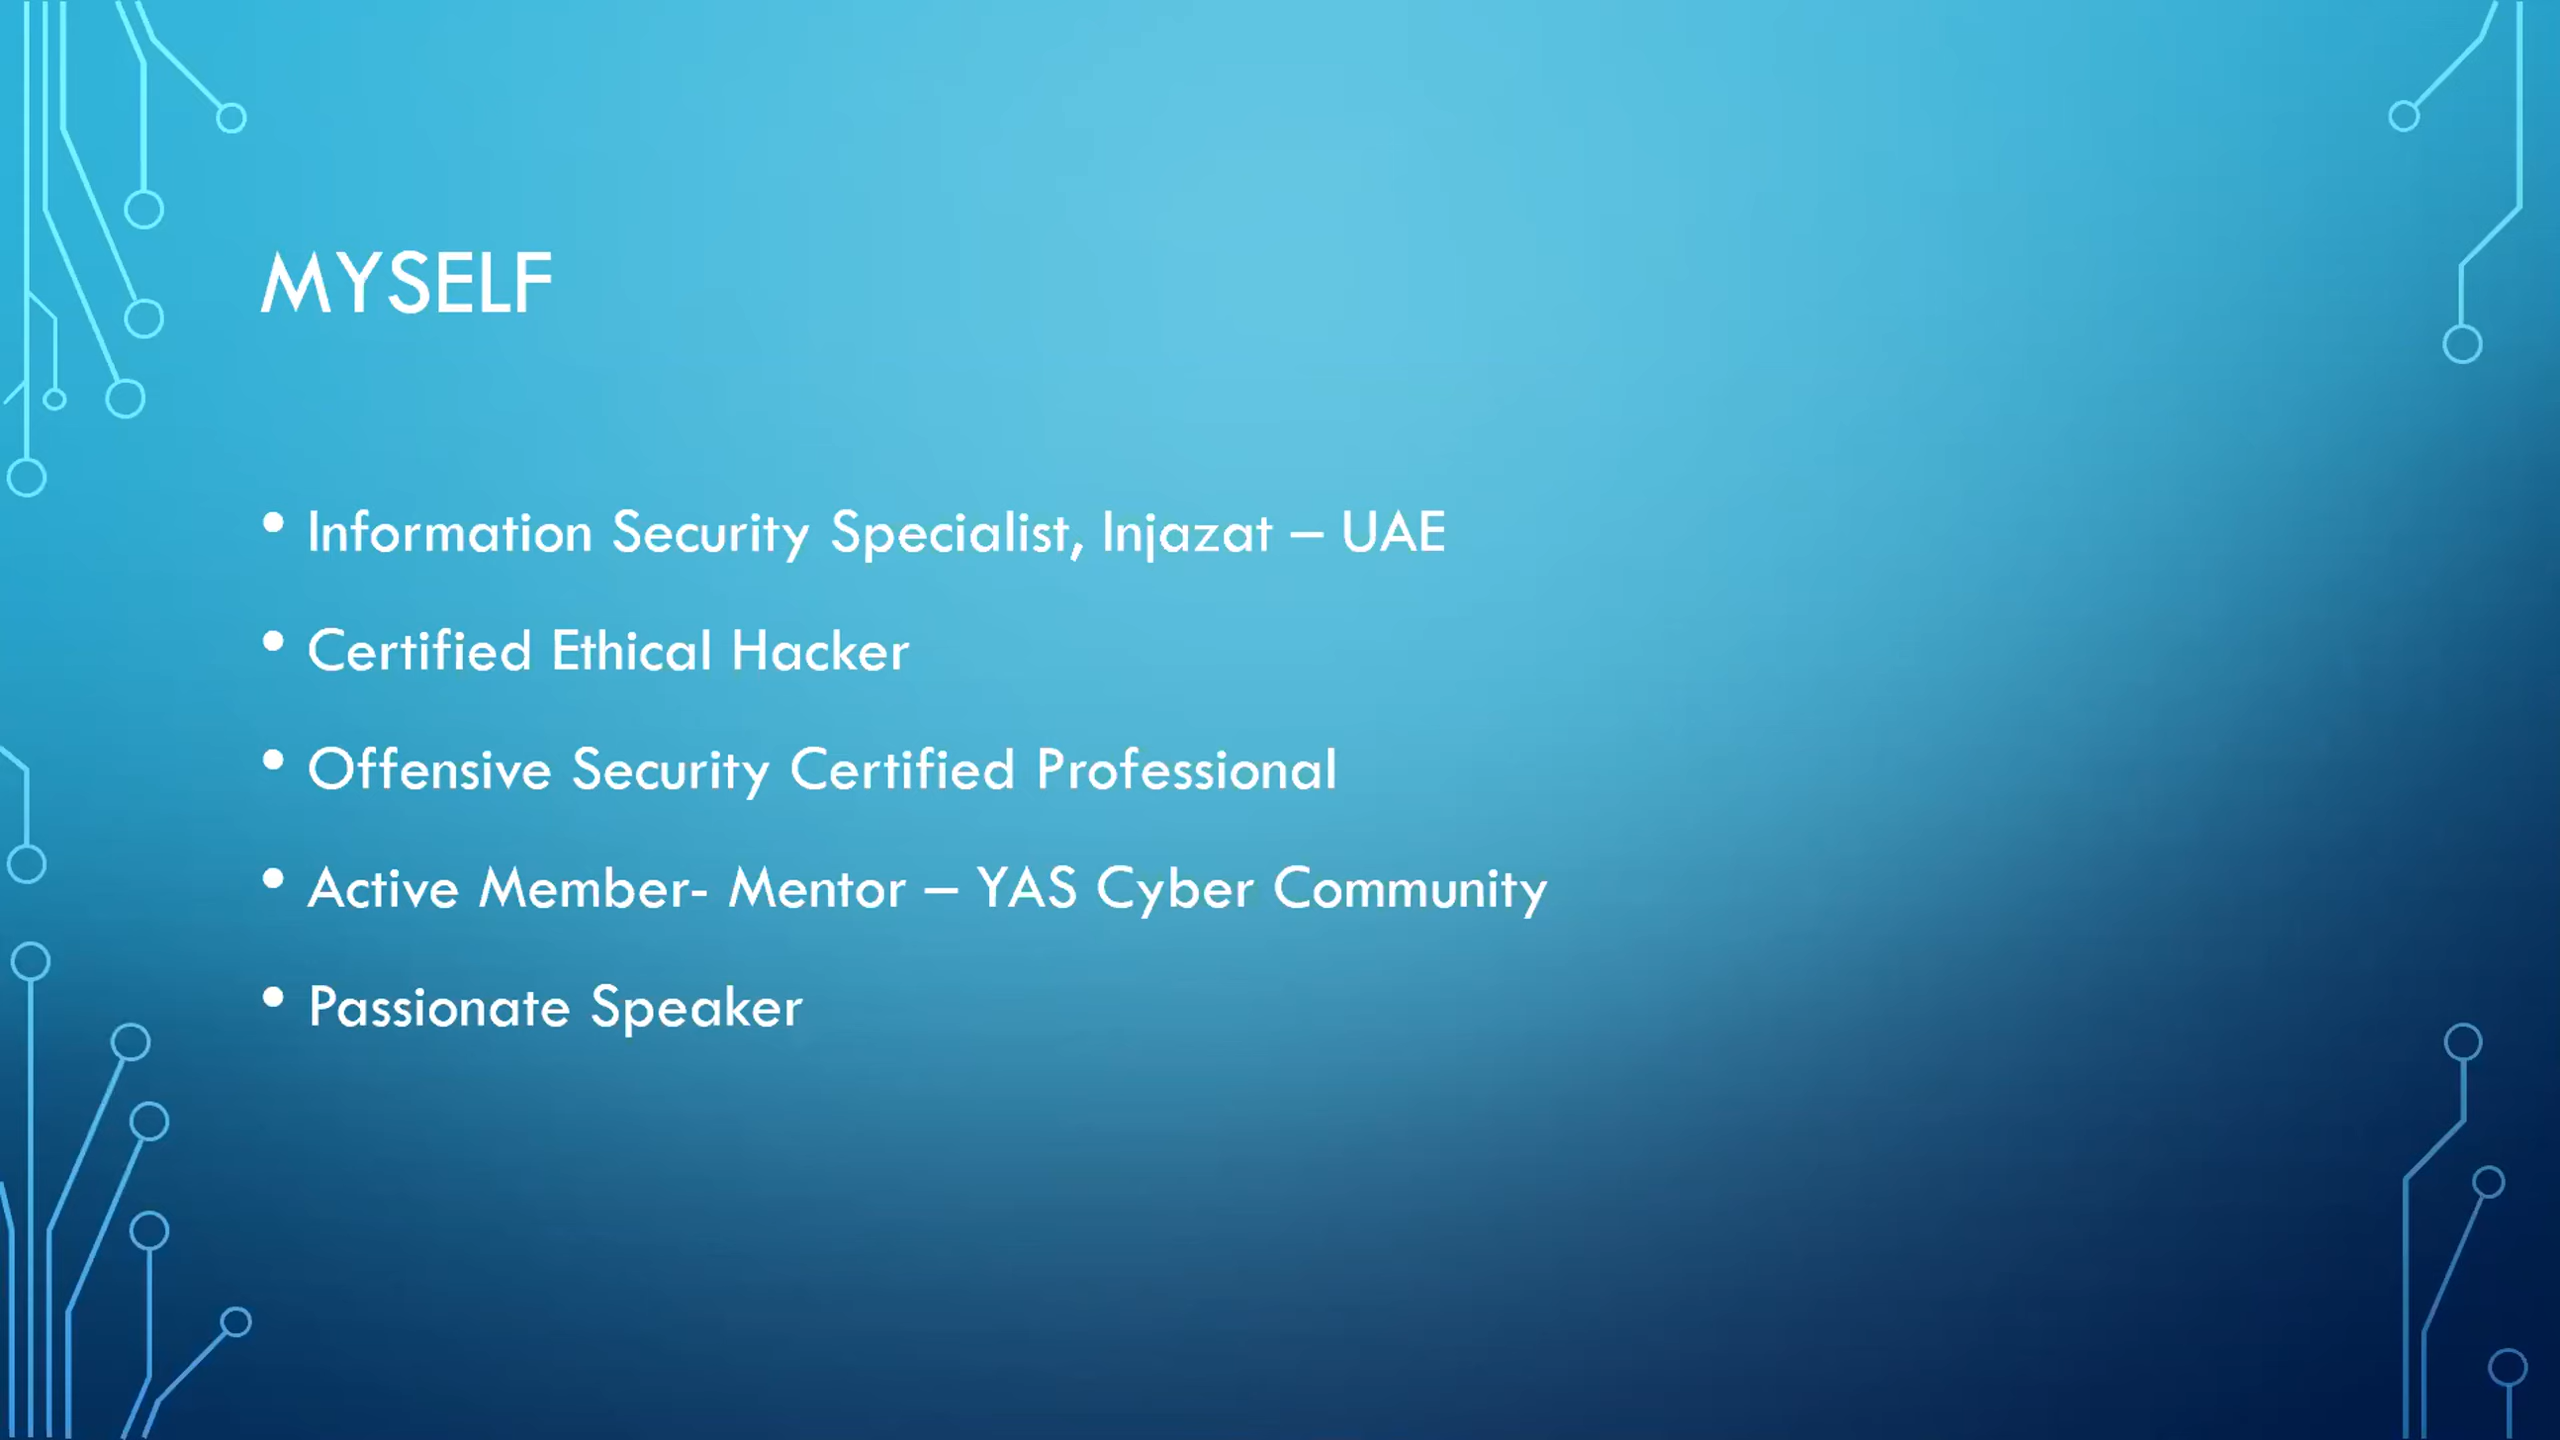 MYSELF
• Information Security Specialist, Injazat – UAE
• Certified Ethical Hacker
• Offensive Security Certified Professional
• Active Member- Mentor – YAS Cyber Community
• Passionate Speaker